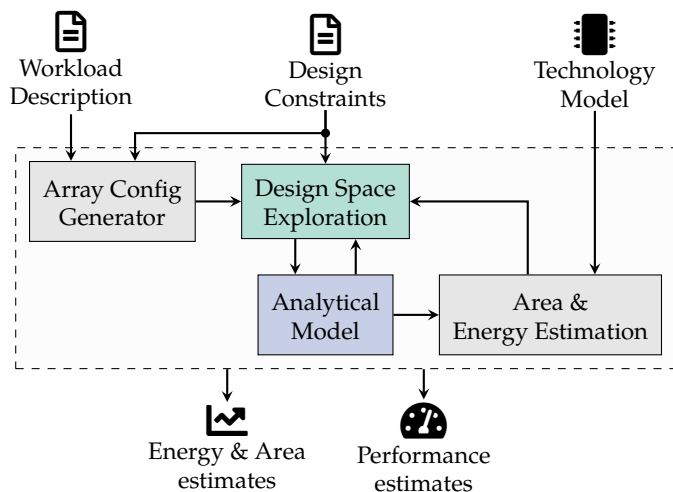 Workload
Description
Design
Constraints
Technology
Model
Array Config
Generator
Design Space
Exploration
Analytical
Model
Area &
Energy Estimation
Energy & Area
estimates
Performance
estimates